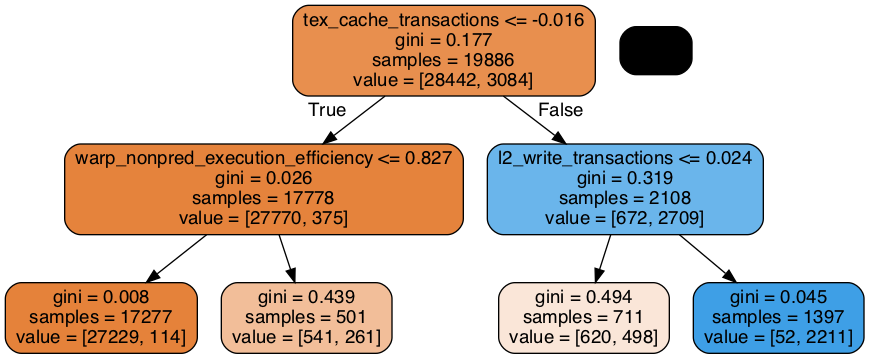 tex_cache_transactions <= -0.016
gini = 0.177
samples = 19886
value = [28442, 3084]
True
False
warp_nonpred_execution_efficiency <= 0.827
gini = 0.026
samples = 17778
value = [27770, 375]
l2_write_transactions <= 0.024
gini = 0.319
samples = 2108
value = [672, 2709]
gini = 0.008
samples = 17277
value = [27229, 114]
gini = 0.439
samples = 501
value = [541, 261]
gini = 0.494
samples = 711
value = [620, 498]
gini = 0.045
samples = 1397
value = [52, 2211]